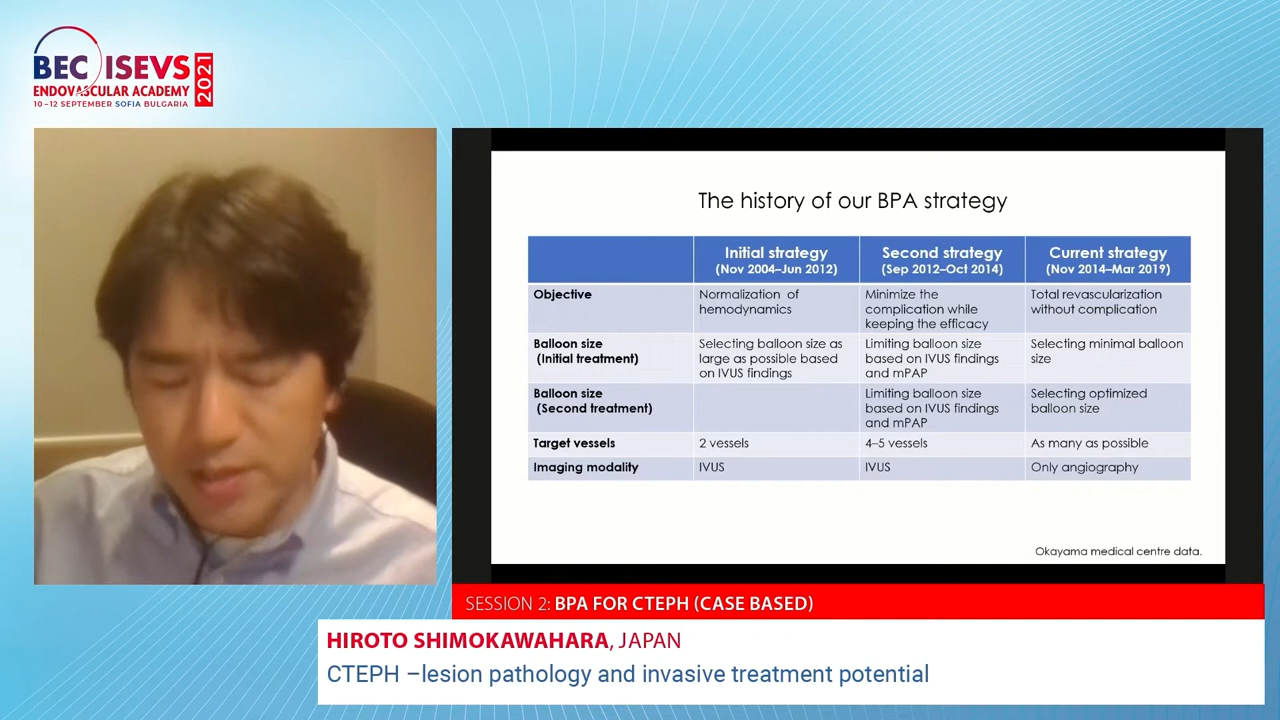 BEC ISEVS
2021
ENDOVASCULAR ACADEMY
10–12 SEPTEMBER SOFIA BULGARIA
The history of our BPA strategy
Initial strategy
(Nov 2004–Jun 2012)
Second strategy
(Sep 2012–Oct 2014)
Current strategy
(Nov 2014–Mar 2019)
Objective
Normalization of
hemodynamics
Minimize the
complication while
keeping the efficacy
Total revascularization
without complication
Balloon size
(Initial treatment)
Selecting balloon size as
large as possible based
on IVUS findings
Limiting balloon size
based on IVUS findings
and mPAP
Selecting minimal balloon
size
Balloon size
(Second treatment)
Limiting balloon size
based on IVUS findings
and mPAP
Selecting optimized
balloon size
Target vessels
2 vessels
4–5 vessels
As many as possible
Imaging modality
IVUS
IVUS
Only angiography
Okayama medical centre data.
SESSION 2: BPA FOR CTEPH (CASE BASED)
HIROTO SHIMOKAWAHARA, JAPAN
CTEPH –lesion pathology and invasive treatment potential